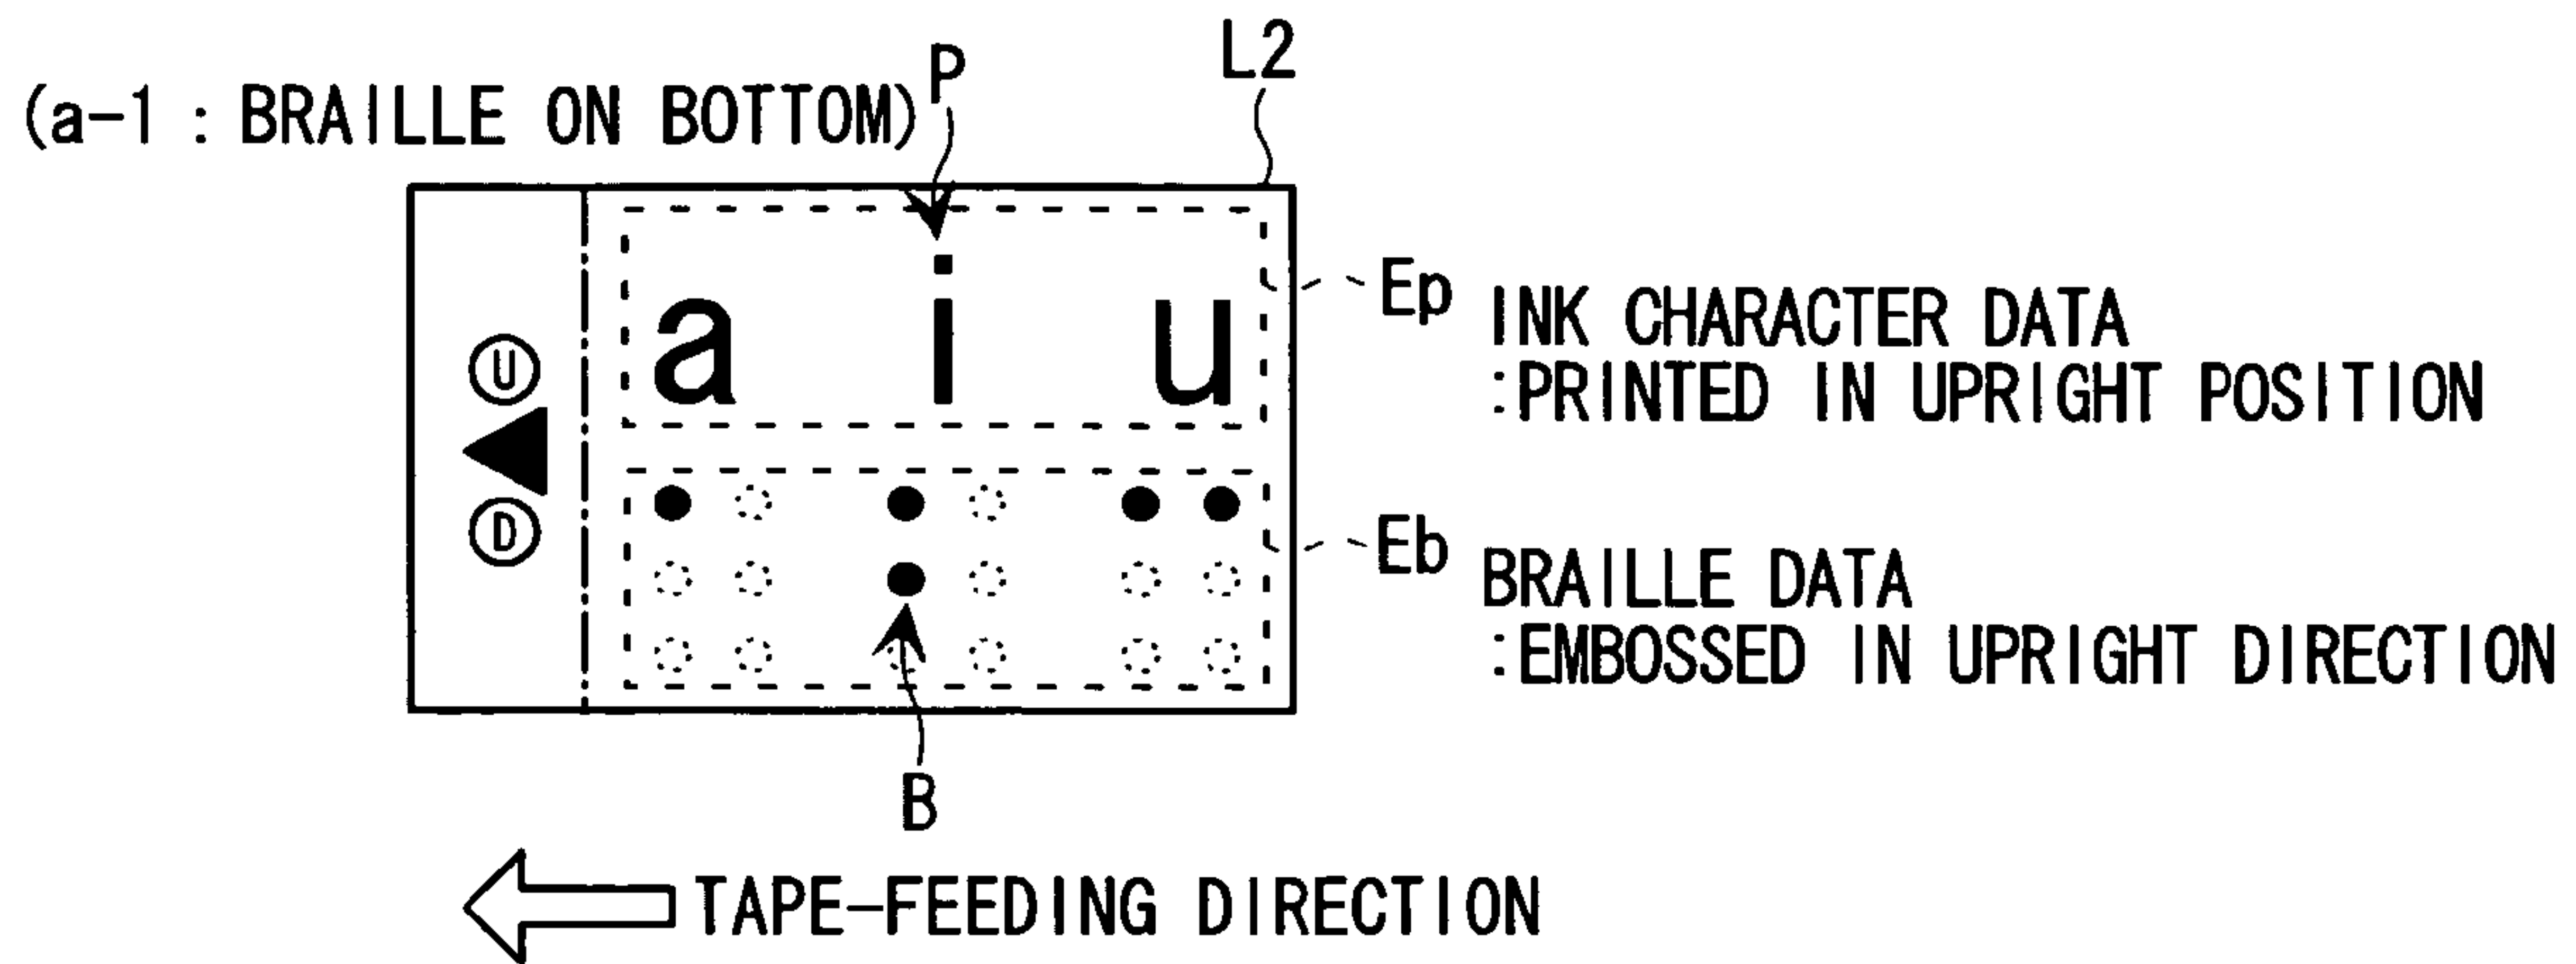 (a-1 : BRAILLE ON BOTTOM)
P
L2
a i u
Ep
INK CHARACTER DATA
:PRINTED IN UPRIGHT POSITION
U
D
Eb
BRAILLE DATA
:EMBOSSED IN UPRIGHT DIRECTION
B
TAPE-FEEDING DIRECTION